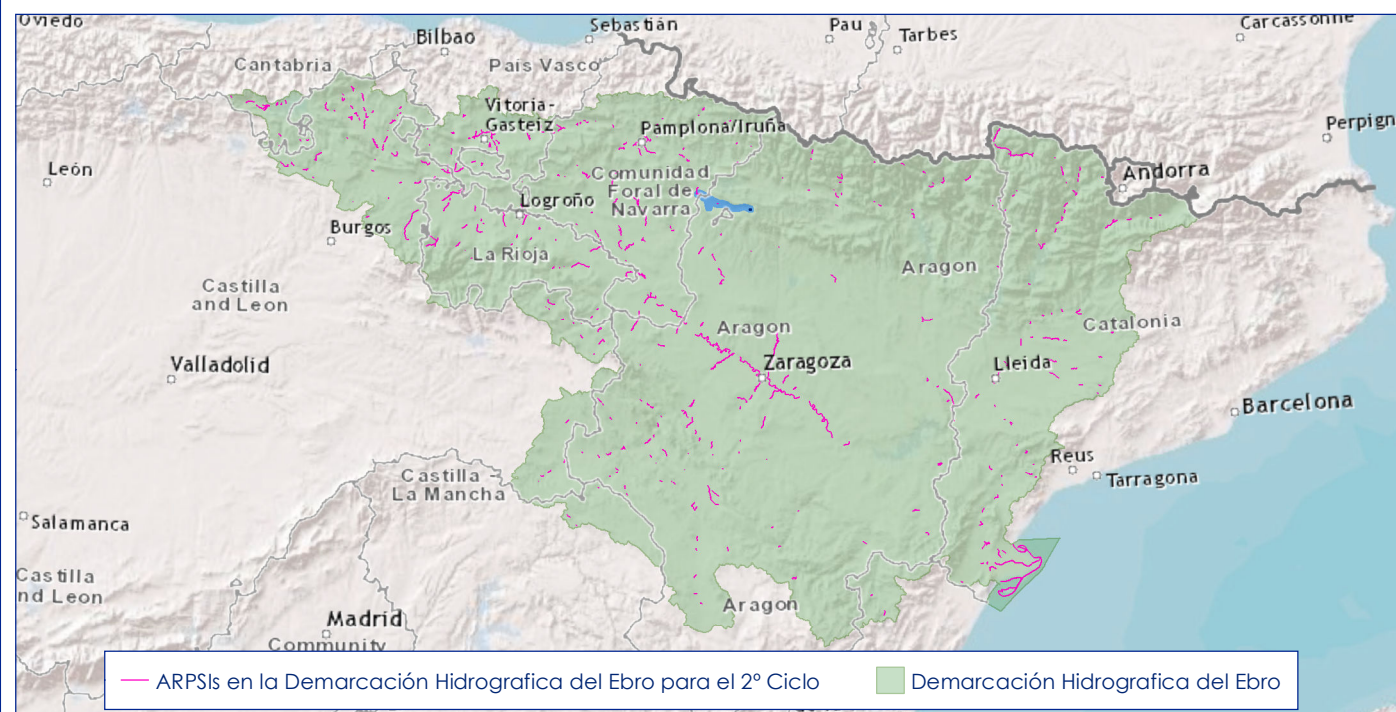 Oviedo
Bilbao
Sebastián
Pau
Tarbes
Carcassonne
Cantabria
País Vasco
Vitoria-
Gasteiz
Pamplona/Iruña
Perpign
León
Comunidad
Foral de
Navarra
Andorra
Logroño
Burgos
La Rioja
Aragon
Castilla
and Leon
Aragon
Catalonia
Valladolid
Zaragoza
Lleida
Barcelona
Reus
Tarragona
Castilla
La Mancha
Salamanca
Castilla
nd Leon
Aragon
Madrid
Community
ARPSIs en la Demarcación Hidrografica del Ebro para el 2º Ciclo
Demarcación Hidrografica del Ebro